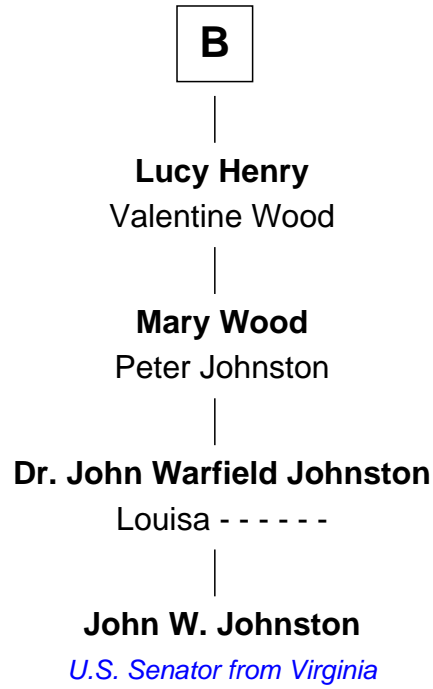 B
Lucy Henry
Valentine Wood
Mary Wood
Peter Johnston
Dr. John Warfield Johnston
Louisa - - - - - -
John W. Johnston
U.S. Senator from Virginia